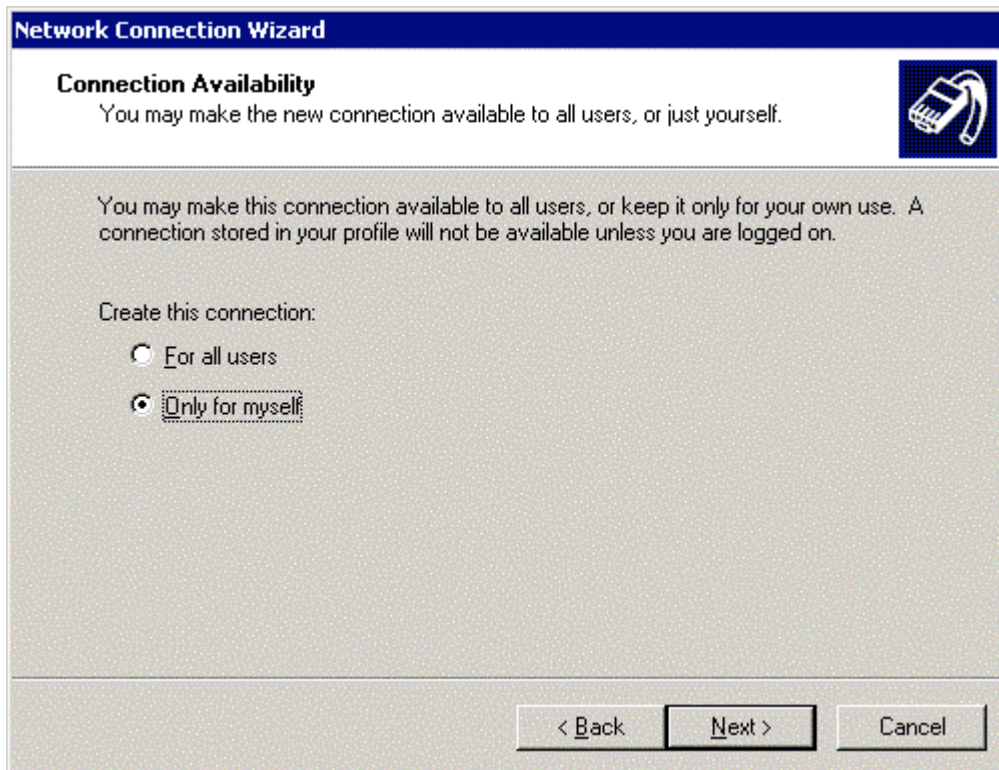 Network Connection Wizard
Connection Availability
You may make the new connection available to all users, or just yourself.
You may make this connection available to all users, or keep it only for your own use.  A
connection stored in your profile will not be available unless you are logged on.
Create this connection:
For all users
Only for myself
< Back
Next >
Cancel